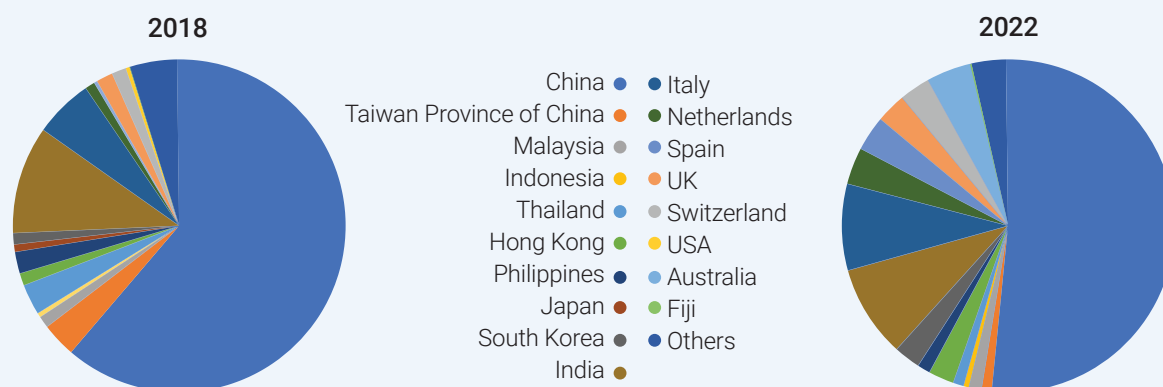 2018
2022
China
Taiwan Province of China
Malaysia
Indonesia
Thailand
Hong Kong
Philippines
Japan
South Korea
India
Italy
Netherlands
Spain
UK
Switzerland
USA
Australia
Fiji
Others